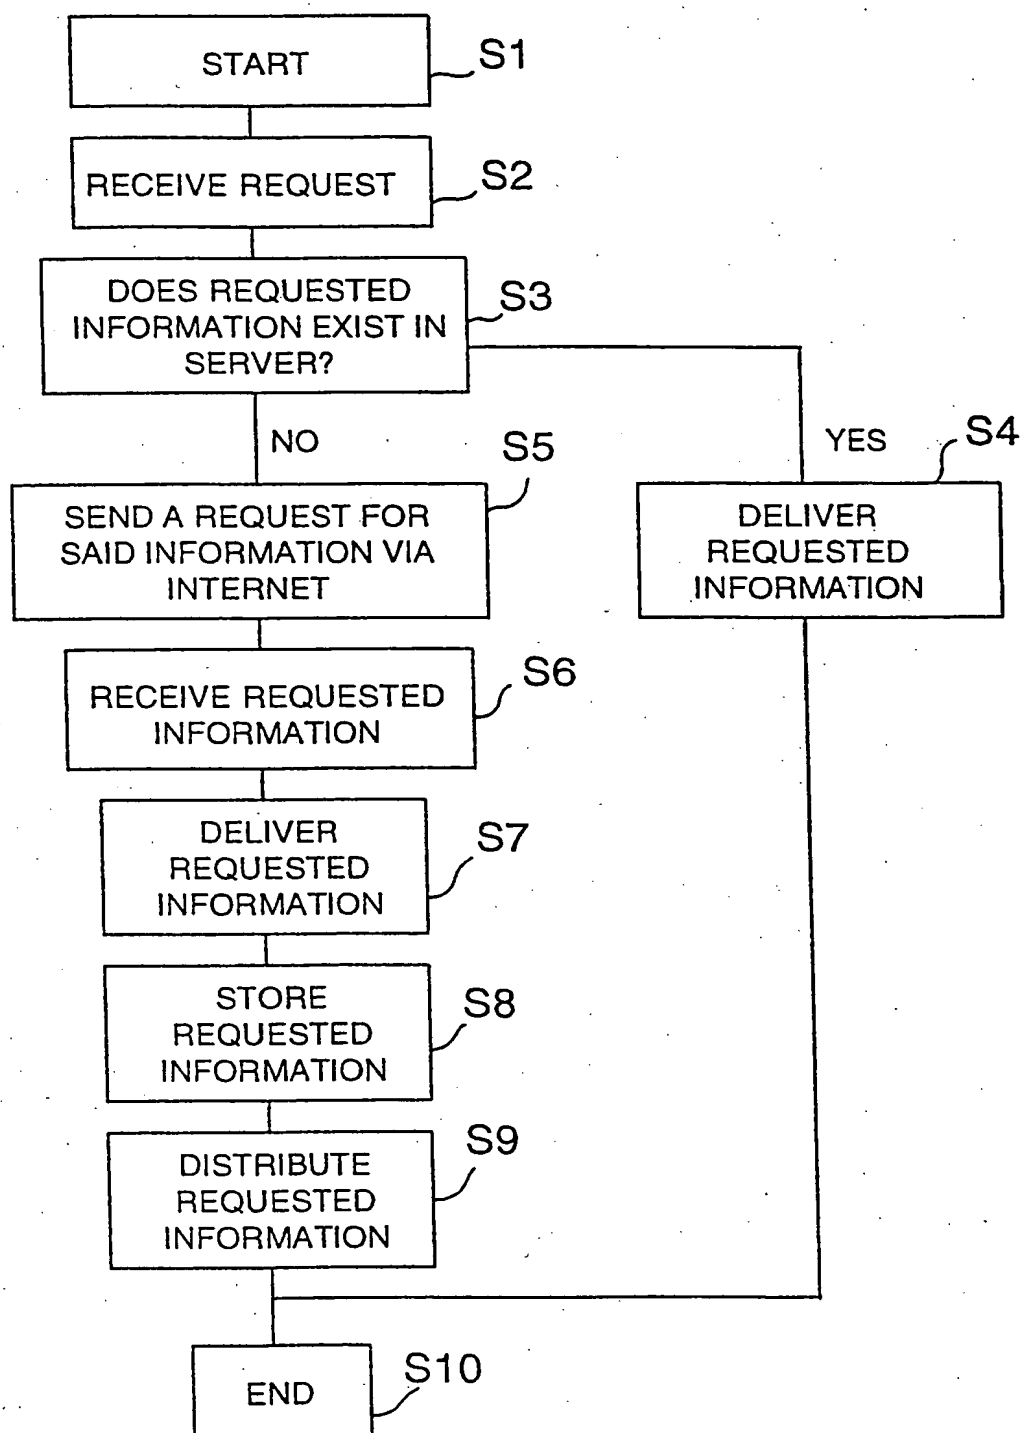 START
S1
RECEIVE REQUEST
S2
DOES REQUESTED
INFORMATION EXIST IN
SERVER?
S3
NO
YES
S4
S5
SEND A REQUEST FOR
SAID INFORMATION VIA
INTERNET
DELIVER
REQUESTED
INFORMATION
RECEIVE REQUESTED
INFORMATION
S6
DELIVER
REQUESTED
INFORMATION
S7
STORE
REQUESTED
INFORMATION
S8
DISTRIBUTE
REQUESTED
INFORMATION
S9
END
S10